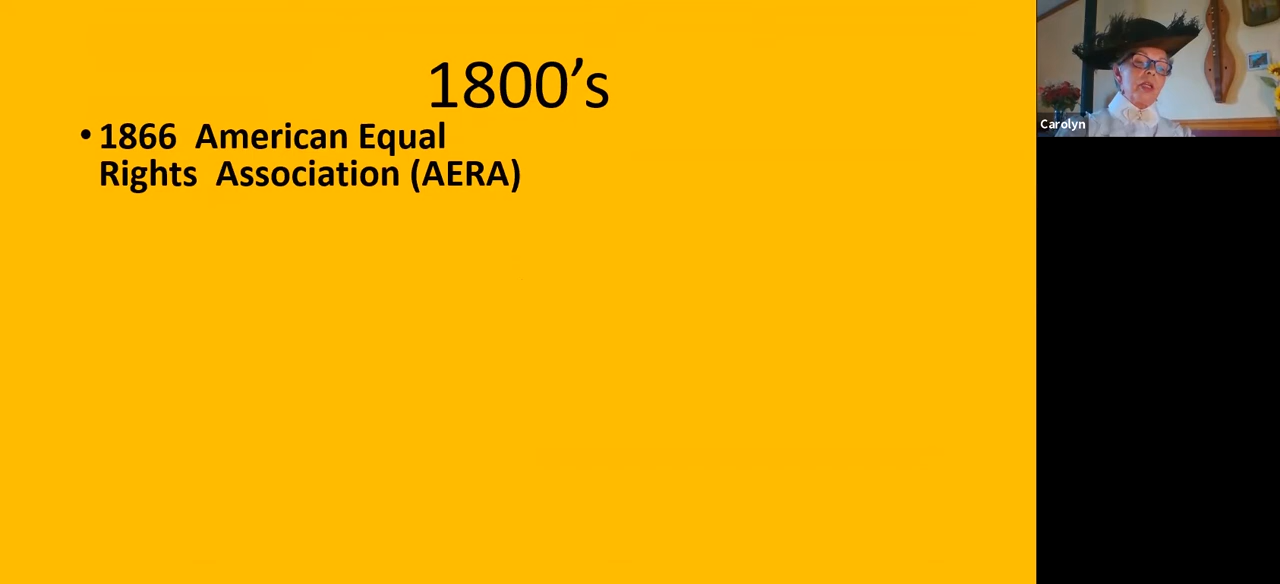 1800’s
• 1866  American Equal
Rights  Association (AERA)
Carolyn